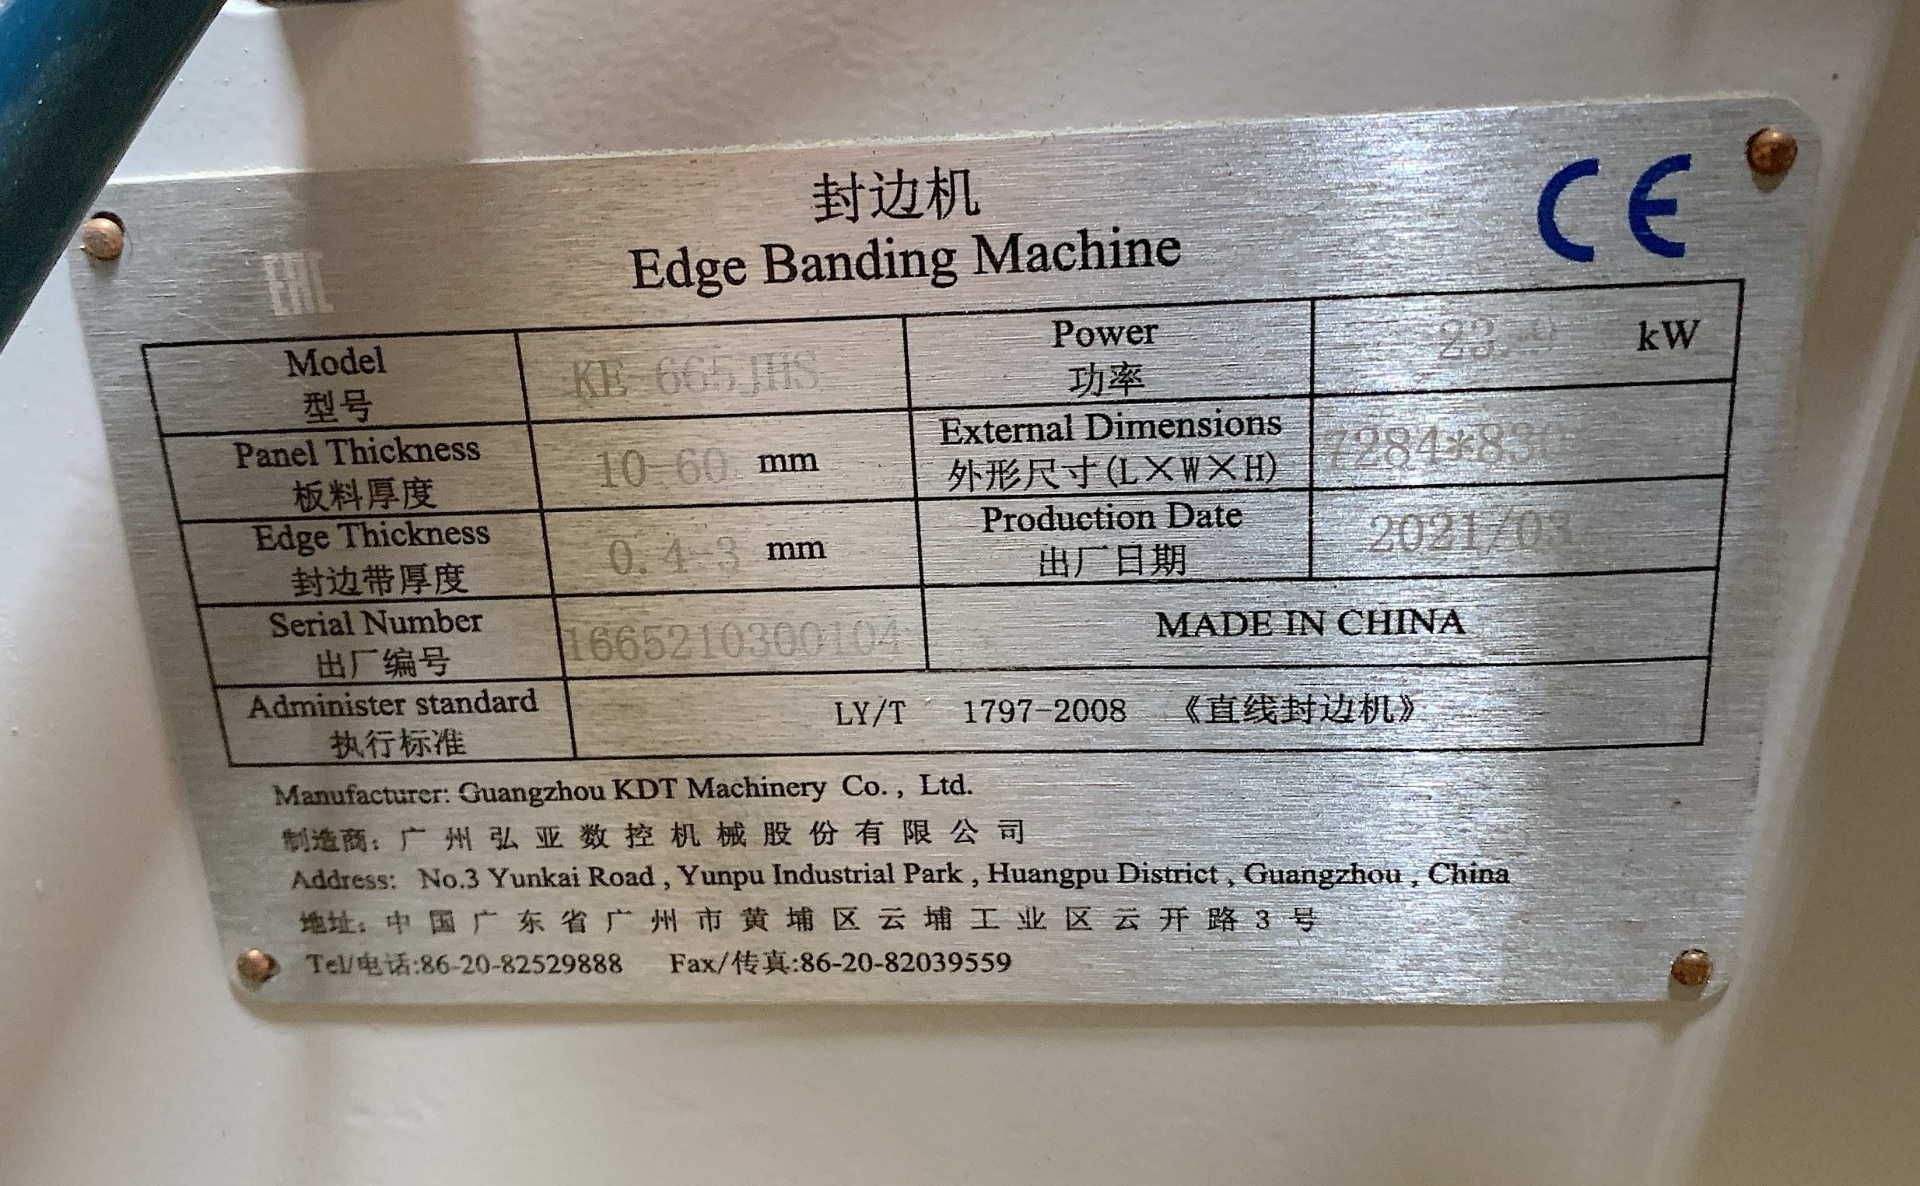 封边机
Edge Banding Machine
CE
EAC
Model
型号
Power
功率
kW
Panel Thickness
板料厚度
10-60 mm
External Dimensions
外形尺寸(L×W×H)
Edge Thickness
封边带厚度
0.4-3 mm
Production Date
出厂日期
2021/03
Serial Number
出厂编号
1665210300104
MADE IN CHINA
Administer standard
执行标准
LY/T 1797-2008 《直线封边机》
Manufacturer: Guangzhou KDT Machinery Co., Ltd.
制造商: 广州弘亚数控机械股份有限公司
Address: No.3 Yunkai Road , Yunpu Industrial Park , Huangpu District , Guangzhou , China
地址: 中国广东省广州市黄埔区云埔工业区云开路3号
Tel/电话:86-20-82529888 Fax/传真:86-20-82039559